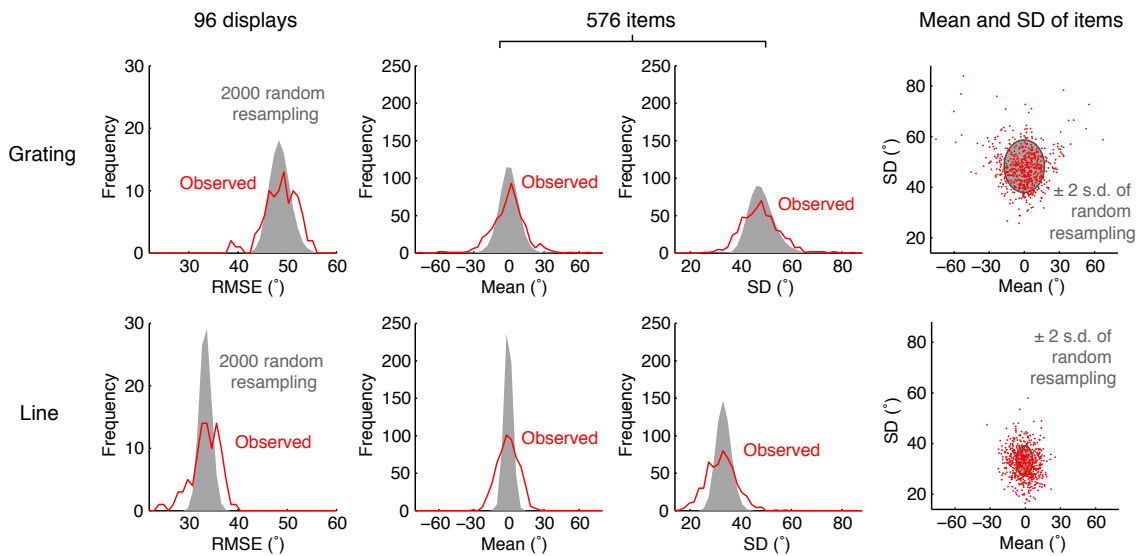 96 displays
576 items
Mean and SD of items
Grating
Frequency
30
20
10
0
2000 random
resampling
Observed
30 40 50 60
RMSE (°)
Frequency
250
200
150
100
50
0
Observed
−60 −30 0 30 60
Mean (°)
Frequency
250
200
150
100
50
0
Observed
20 40 60 80
SD (°)
SD (°)
80
60
40
20
± 2 s.d. of
random
resampling
−60 −30 0 30 60
Mean (°)
Line
Frequency
30
20
10
0
2000 random
resampling
Observed
30 40 50 60
RMSE (°)
Frequency
250
200
150
100
50
0
Observed
−60 −30 0 30 60
Mean (°)
Frequency
250
200
150
100
50
0
Observed
20 40 60 80
SD (°)
SD (°)
80
60
40
20
± 2 s.d. of
random
resampling
−60 −30 0 30 60
Mean (°)